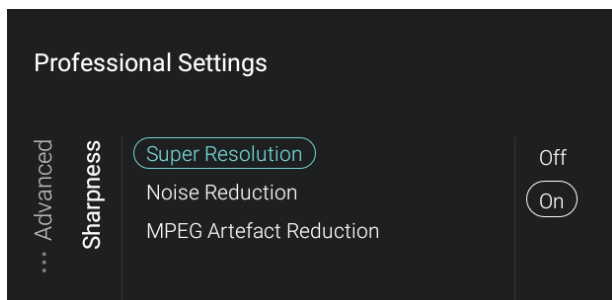 Professional Settings
... Advanced
Sharpness
Super Resolution
Noise Reduction
MPEG Artefact Reduction
Off
On